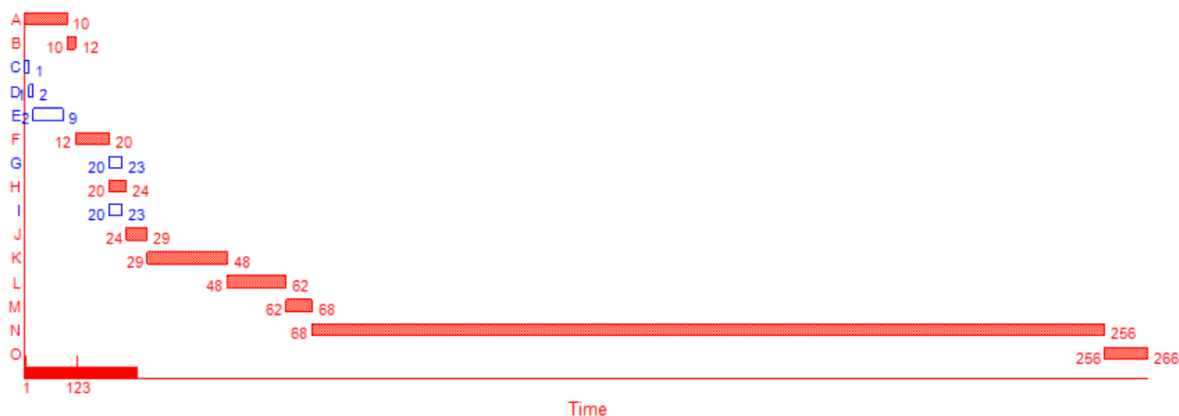 A 10
B 10 12
C 1
D 1 2
E 2 9
F 12 20
G 20 23
H 20 24
I 20 23
J 24 29
K 29 48
L 48 62
M 62 68
N 68 256
O 256 266
1 123
Time